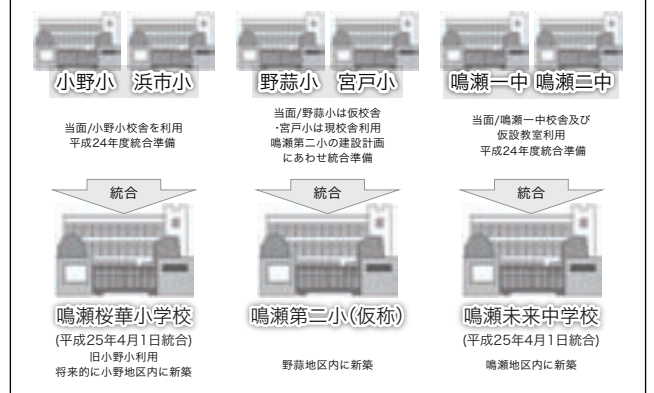 小野小 浜市小
当面/小野小校舎を利用
平成24年度統合準備
統合
鳴瀬桜華小学校
(平成25年4月1日統合)
旧小野小利用
将来的に小野地区内に新築
野蒜小 宮戸小
当面/野蒜小は仮校舎
・宮戸小は現校舎利用
鳴瀬第二小の建設計画
にあわせ統合準備
統合
鳴瀬第二小(仮称)
野蒜地区内に新築
鳴瀬一中 鳴瀬二中
当面/鳴瀬一中校舎及び
仮設教室利用
平成24年度統合準備
統合
鳴瀬未来中学校
(平成25年4月1日統合)
鳴瀬地区内に新築